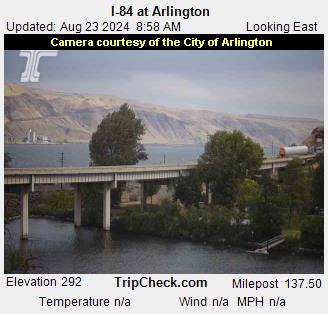 I-84 at Arlington
Updated: Aug 23 2024 8:58 AM Looking East
Camera courtesy of the City of Arlington
Elevation 292 TripCheck.com Milepost 137.50
Temperature n/a Wind n/a MPH n/a